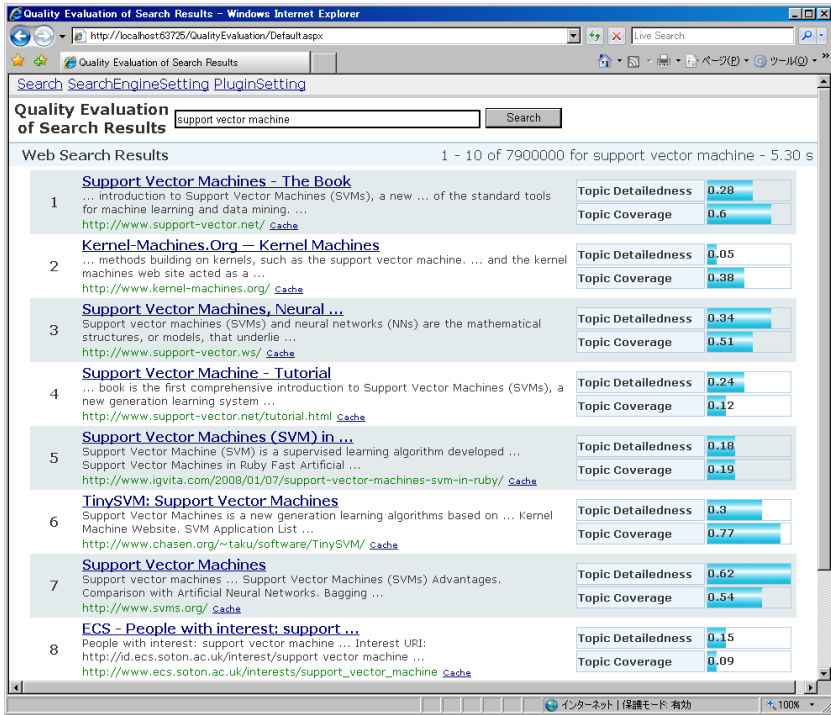 Quality Evaluation of Search Results - Windows Internet Explorer
http://localhost:63725/QualityEvaluation/Default.aspx
Live Search
Quality Evaluation of Search Results
ページ(P)
ツール(O)
Search SearchEngineSetting PluginSetting
Quality Evaluation
of Search Results
support vector machine
Search
Web Search Results
1 - 10 of 7900000 for support vector machine - 5.30 s
1
Support Vector Machines - The Book
... introduction to Support Vector Machines (SVMs), a new ... of the standard tools
for machine learning and data mining. ...
http://www.support-vector.net/ Cache
Topic Detailedness 0.28
Topic Coverage 0.6
2
Kernel-Machines.Org — Kernel Machines
... methods building on kernels, such as the support vector machine. ... and the kernel
machines web site acted as a ...
http://www.kernel-machines.org/ Cache
Topic Detailedness 0.05
Topic Coverage 0.38
3
Support Vector Machines, Neural ...
Support vector machines (SVMs) and neural networks (NNs) are the mathematical
structures, or models, that underlie ...
http://www.support-vector.ws/ Cache
Topic Detailedness 0.34
Topic Coverage 0.51
4
Support Vector Machine - Tutorial
... book is the first comprehensive introduction to Support Vector Machines (SVMs), a
new generation learning system ...
http://www.support-vector.net/tutorial.html Cache
Topic Detailedness 0.24
Topic Coverage 0.12
5
Support Vector Machines (SVM) in ...
Support Vector Machine (SVM) is a supervised learning algorithm developed ...
Support Vector Machines in Ruby Fast Artificial ...
http://www.igvita.com/2008/01/07/support-vector-machines-svm-in-ruby/ Cache
Topic Detailedness 0.18
Topic Coverage 0.19
6
TinySVM: Support Vector Machines
Support Vector Machines is a new generation learning algorithms based on ... Kernel
Machine Website. SVM Application List ...
http://www.chasen.org/~taku/software/TinySVM/ Cache
Topic Detailedness 0.3
Topic Coverage 0.77
7
Support Vector Machines
Support vector machines ... Support Vector Machines (SVMs) Advantages.
Comparison with Artificial Neural Networks. Bagging ...
http://www.svms.org/ Cache
Topic Detailedness 0.62
Topic Coverage 0.54
8
ECS - People with interest: support ...
People with interest: support vector machine ... Interest URI:
http://id.ecs.soton.ac.uk/interest/support vector machine ...
http://www.ecs.soton.ac.uk/interests/support_vector_machine Cache
Topic Detailedness 0.15
Topic Coverage 0.09
インターネット | 保護モード: 有効
100%